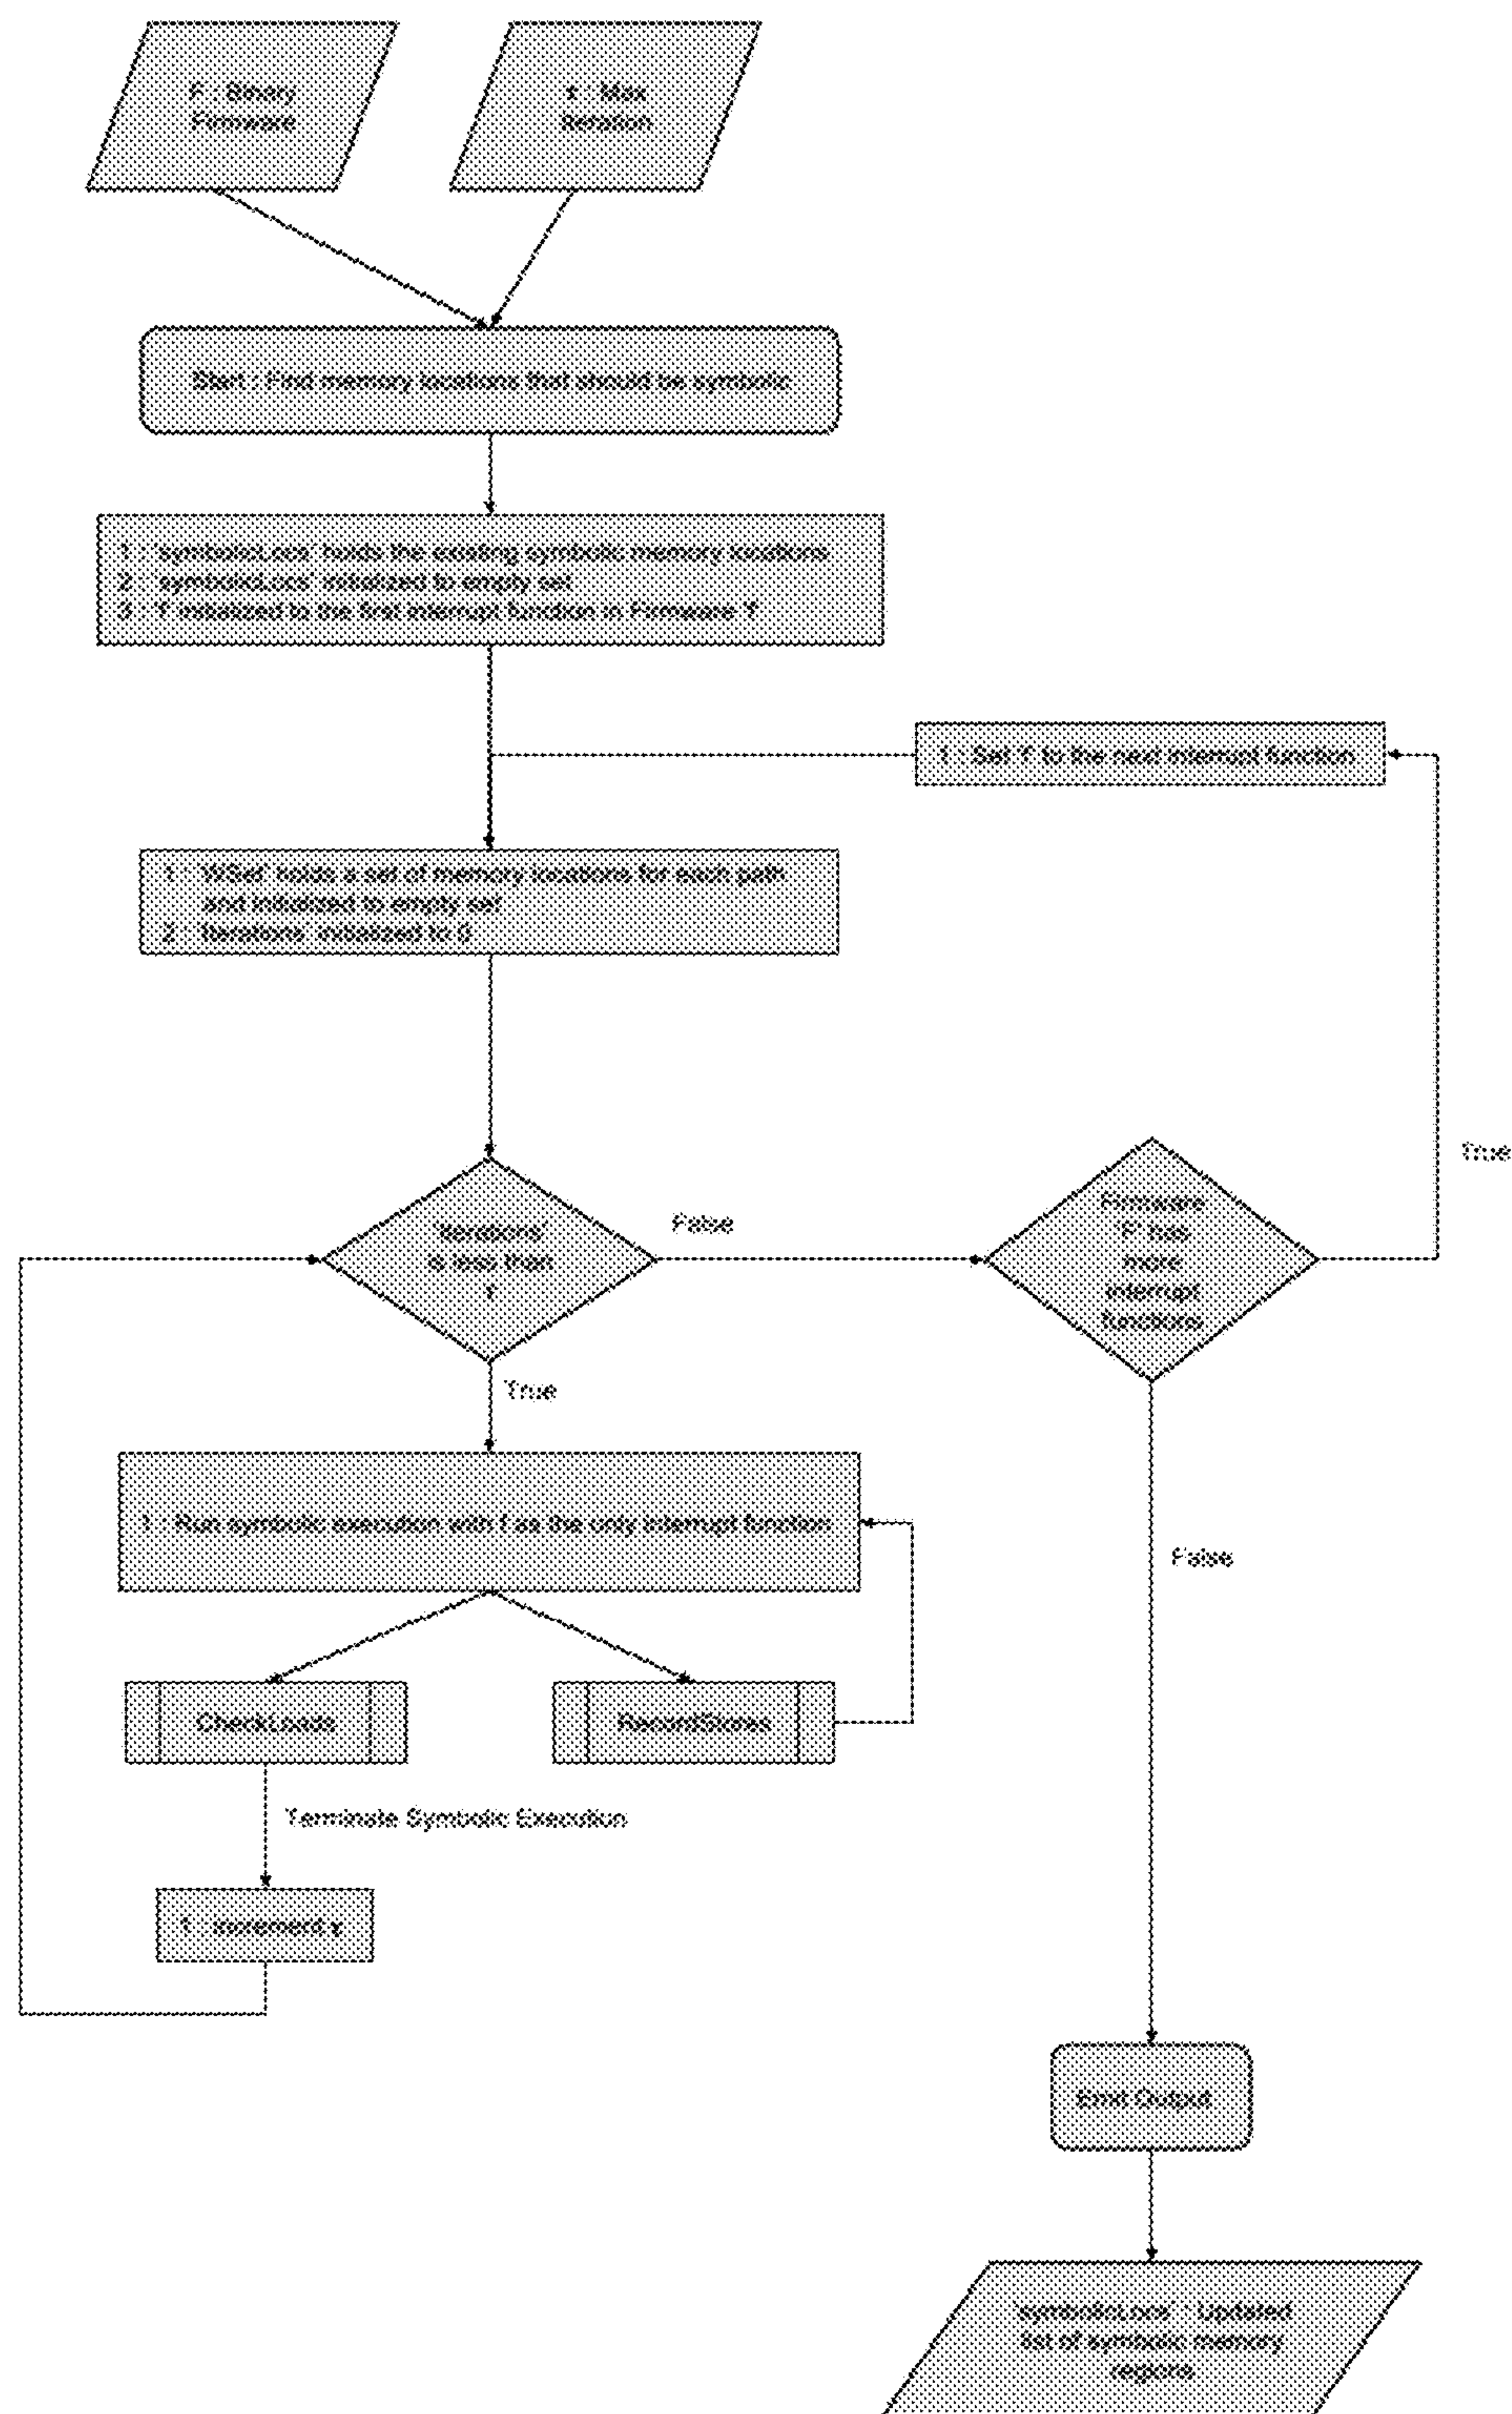 F : Binary
Firmware
τ : Max
Iteration
Start : Find memory locations that should be symbolic
1 : 'symbolicLocs' holds the existing symbolic memory locations
2 : 'symbolicLocs' initialized to empty set
3 : 'f' initialized to the first interrupt function in Firmware
1 : Set 'f' to the next interrupt function
1 : 'WSet' holds a set of memory locations for each path
and initialized to empty set
2 : 'Iterations' initialized to 0
'Iterations'
is less than
τ
False
Firmware
'F' has
more
interrupt
functions
True
True
1 : Run symbolic execution with f as the only interrupt function
False
CheckLoads
RecordStores
Terminate Symbolic Execution
1 : increment
Emit Output
'symbolicLocs' : Updated
list of symbolic memory
regions